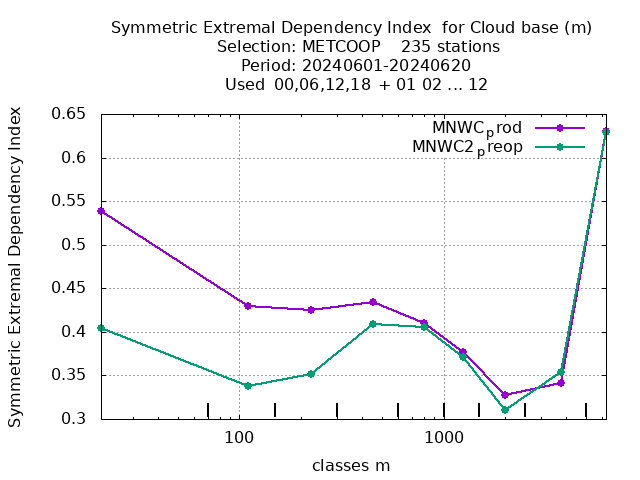 Symmetric Extremal Dependency Index  for Cloud base (m)
Selection: METCOOP    235 stations
Period: 20240601-20240620
Used  00,06,12,18 + 01 02 ... 12
Symmetric Extremal Dependency Index
0.65
0.6
0.55
0.5
0.45
0.4
0.35
0.3
MNWCprod
MNWC2preop
100
1000
classes m